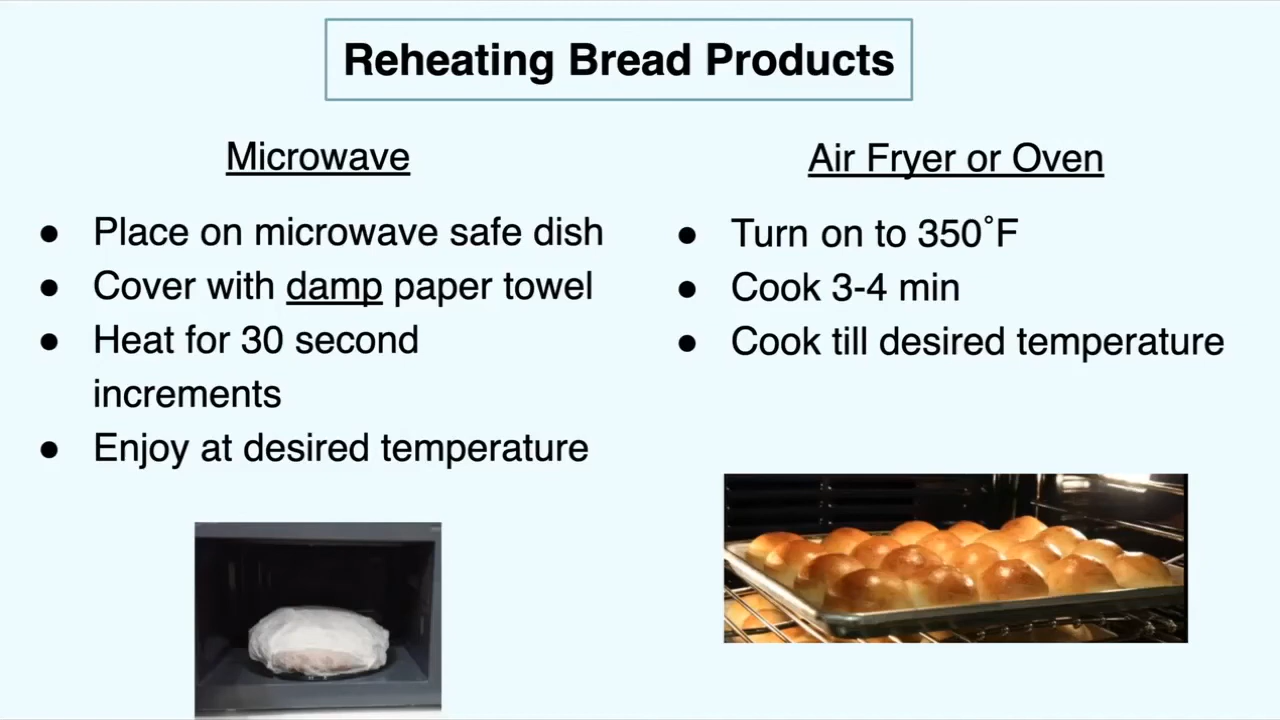 Reheating Bread Products
Microwave
● Place on microwave safe dish
● Cover with damp paper towel
● Heat for 30 second
increments
● Enjoy at desired temperature
Air Fryer or Oven
● Turn on to 350˚F
● Cook 3-4 min
● Cook till desired temperature